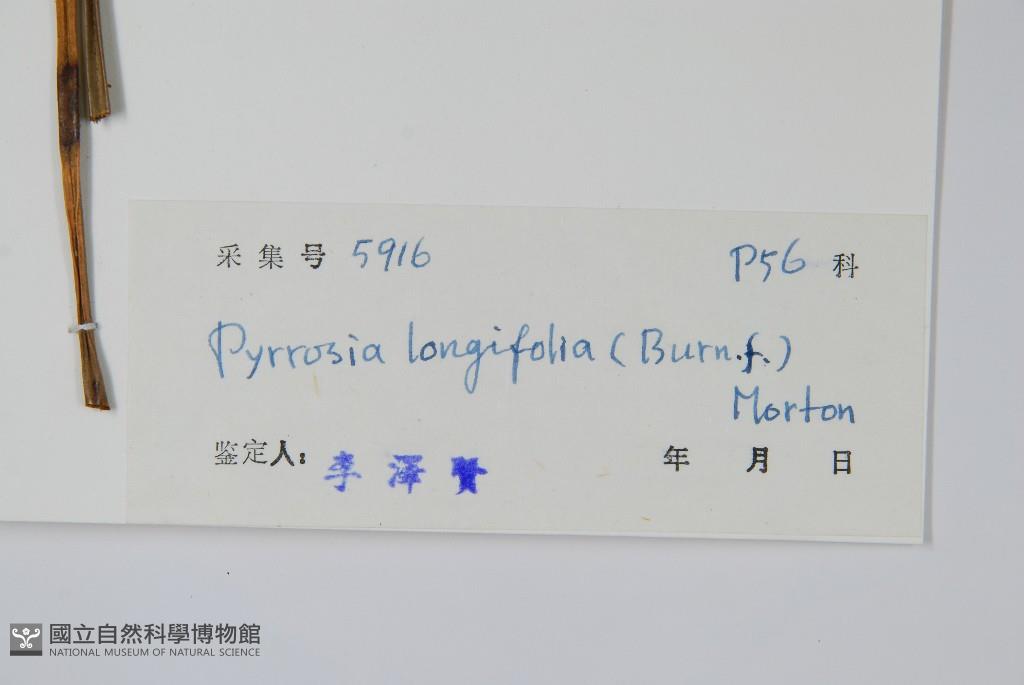 采集号 5916 P56 科
Pyrrosia longifolia (Burn.f.)
Morton
鉴定人: 李澤賢 年 月 日
國立自然科學博物館
NATIONAL MUSEUM OF NATURAL SCIENCE